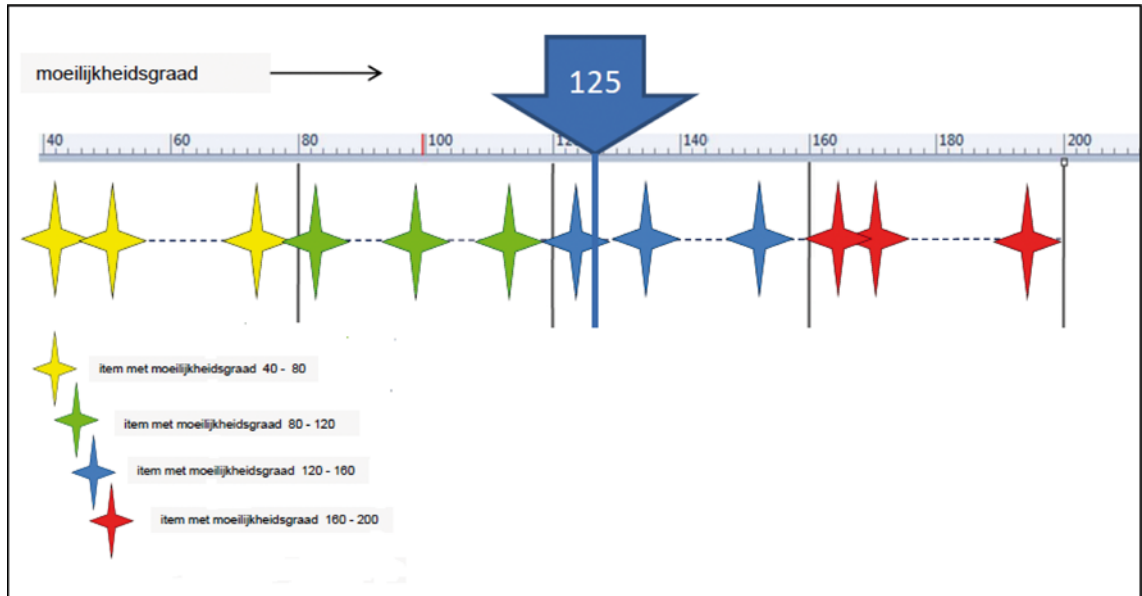 moeilijkheidsgraad
125
40 60 80 100 140 160 180 200
item met moeilijkheidsgraad 40 - 80
item met moeilijkheidsgraad 80 - 120
item met moeilijkheidsgraad 120 - 160
item met moeilijkheidsgraad 160 - 200